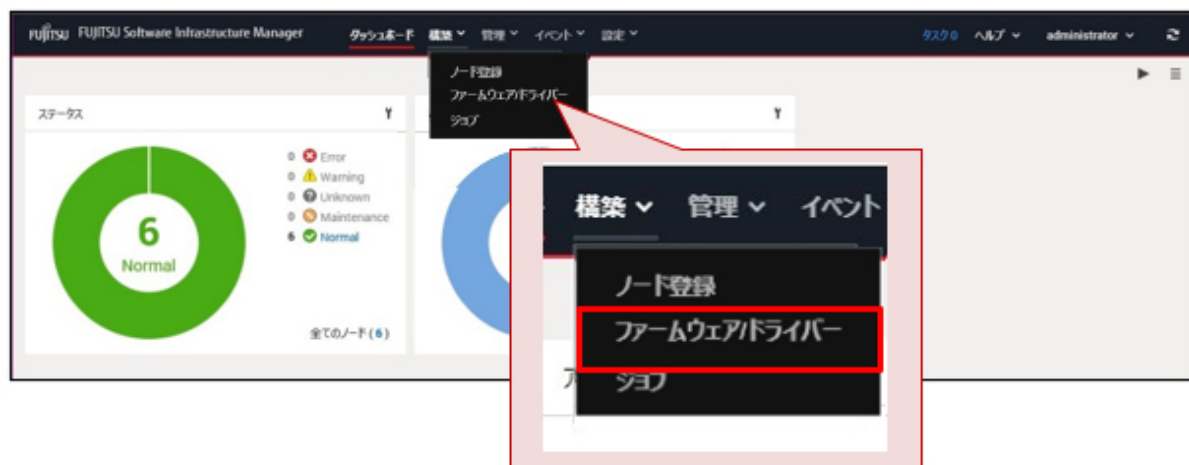 FUJITSU FUJITSU Software Infrastructure Manager ダッシュボード 構築 管理 イベント 設定 タスク 0 ヘルプ administrator
ノード登録
ファームウェア/ドライバー
ジョブ
ステータス
0 Error
0 Warning
0 Unknown
0 Maintenance
6 Normal
6
Normal
全てのノード (6)
構築 管理 イベント
ノード登録
ファームウェア/ドライバー
ジョブ